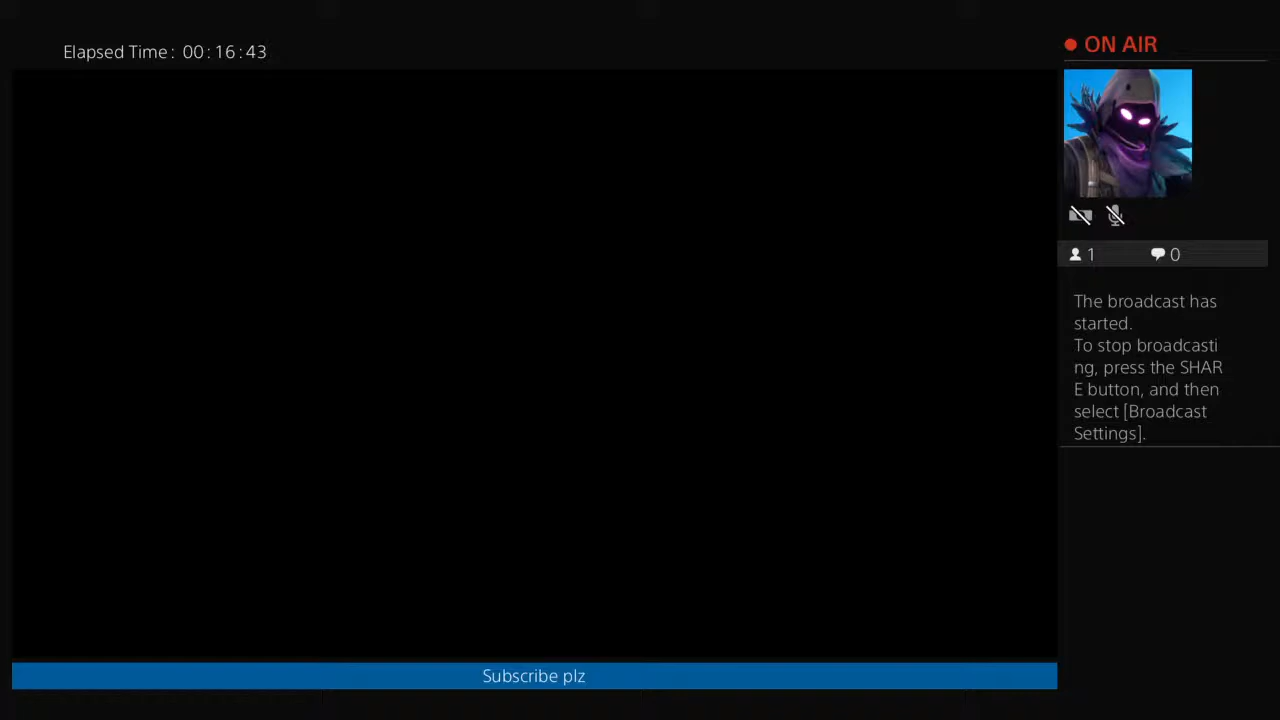 Elapsed Time: 00:16:43
ON AIR
1 0
The broadcast has
started.
To stop broadcasti
ng, press the SHAR
E button, and then
select [Broadcast
Settings].
Subscribe plz